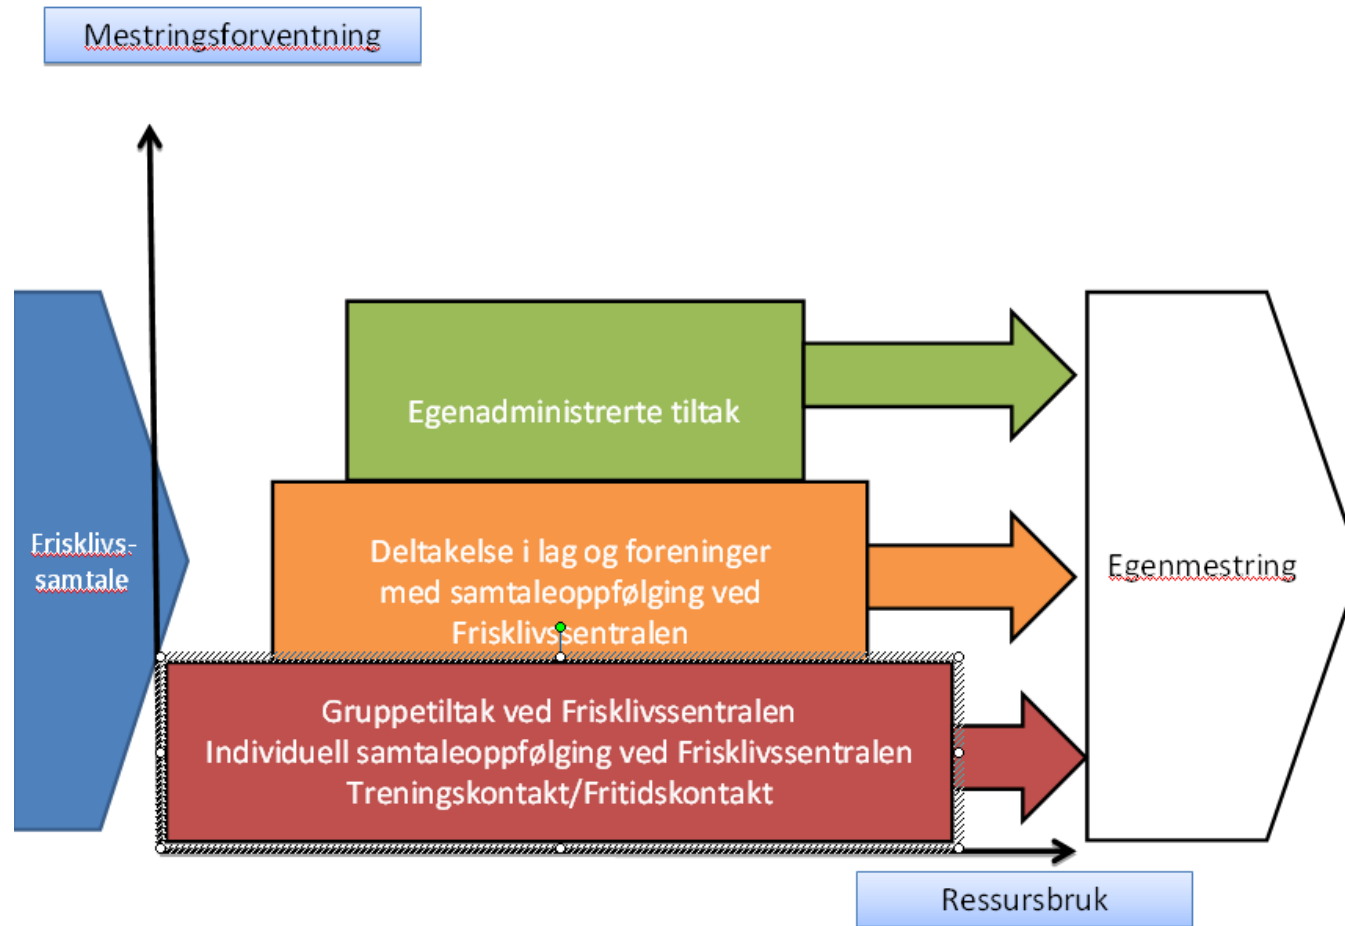 Mestringsforventning
Egenadministrerte tiltak
Frisklivs-
samtale
Deltakelse i lag og foreninger
med samtaleoppfølging ved
Frisklivssentralen
Egenmestring
Gruppetiltak ved Frisklivssentralen
Individuell samtaleoppfølging ved Frisklivssentralen
Treningskontakt/Fritidskontakt
Ressursbruk